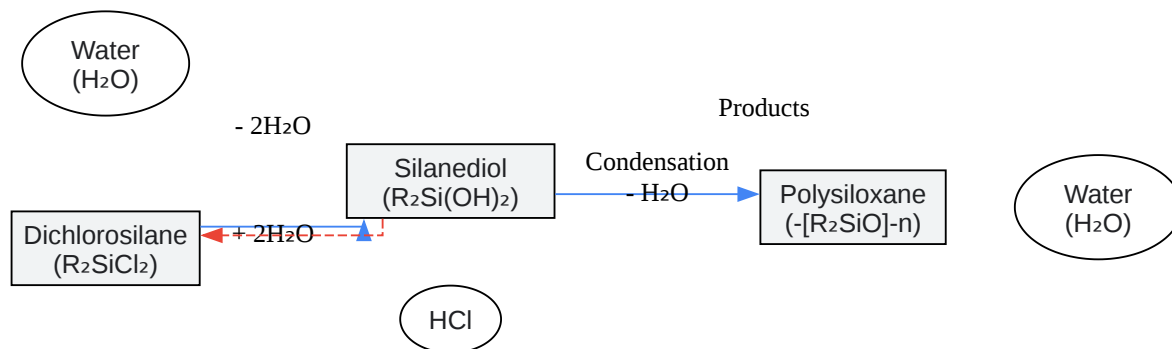 Water
(H₂O)
- 2H₂O
Products
Silanediol
(R₂Si(OH)₂)
Condensation
- H₂O
Polysiloxane
(-[R₂SiO]-n)
Water
(H₂O)
Dichlorosilane
(R₂SiCl₂)
+ 2H₂O
HCl